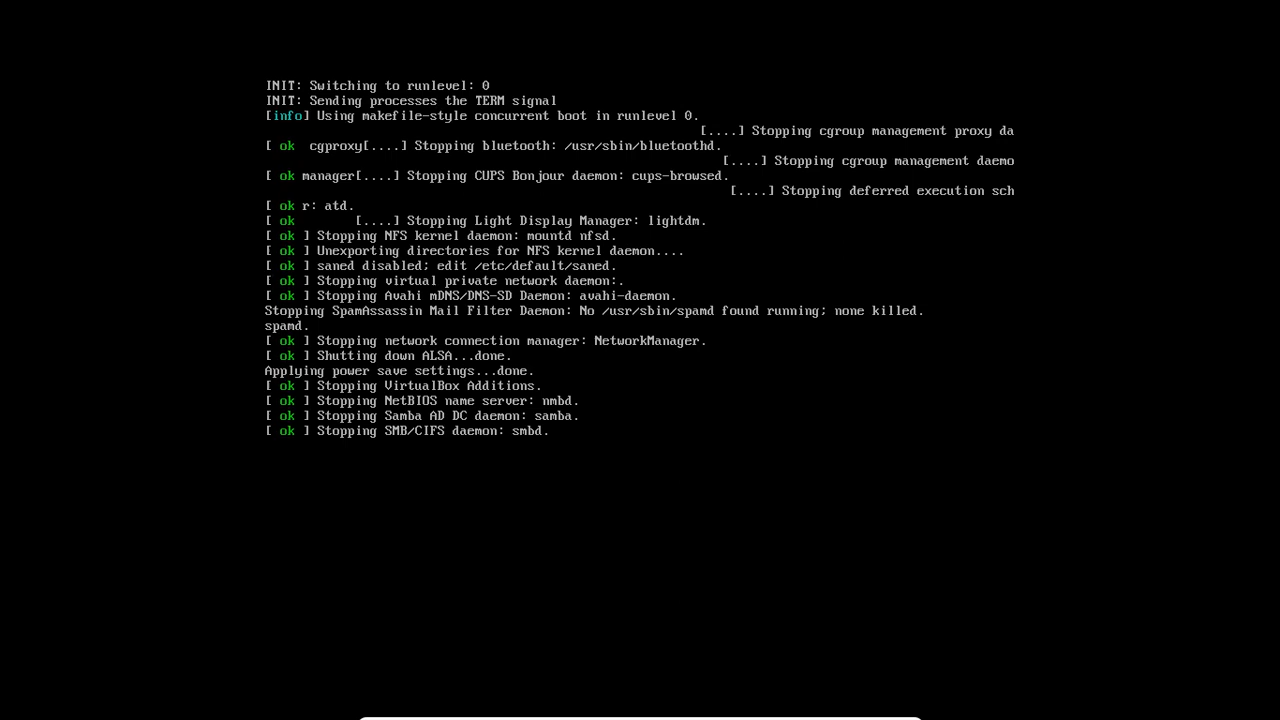 INIT: Switching to runlevel: 0
INIT: Sending processes the TERM signal
[info] Using makefile-style concurrent boot in runlevel 0.
[....] Stopping cgroup management proxy da
[ ok  cgproxy[....] Stopping bluetooth: /usr/sbin/bluetoothd.
[....] Stopping cgroup management daemo
[ ok manager[....] Stopping CUPS Bonjour daemon: cups-browsed.
[....] Stopping deferred execution sch
[ ok r: atd.
[ ok        [....] Stopping Light Display Manager: lightdm.
[ ok ] Stopping NFS kernel daemon: mountd nfsd.
[ ok ] Unexporting directories for NFS kernel daemon....
[ ok ] saned disabled; edit /etc/default/saned.
[ ok ] Stopping virtual private network daemon:.
[ ok ] Stopping Avahi mDNS/DNS-SD Daemon: avahi-daemon.
Stopping SpamAssassin Mail Filter Daemon: No /usr/sbin/spamd found running; none killed.
spamd.
[ ok ] Stopping network connection manager: NetworkManager.
[ ok ] Shutting down ALSA...done.
Applying power save settings...done.
[ ok ] Stopping VirtualBox Additions.
[ ok ] Stopping NetBIOS name server: nmbd.
[ ok ] Stopping Samba AD DC daemon: samba.
[ ok ] Stopping SMB/CIFS daemon: smbd.